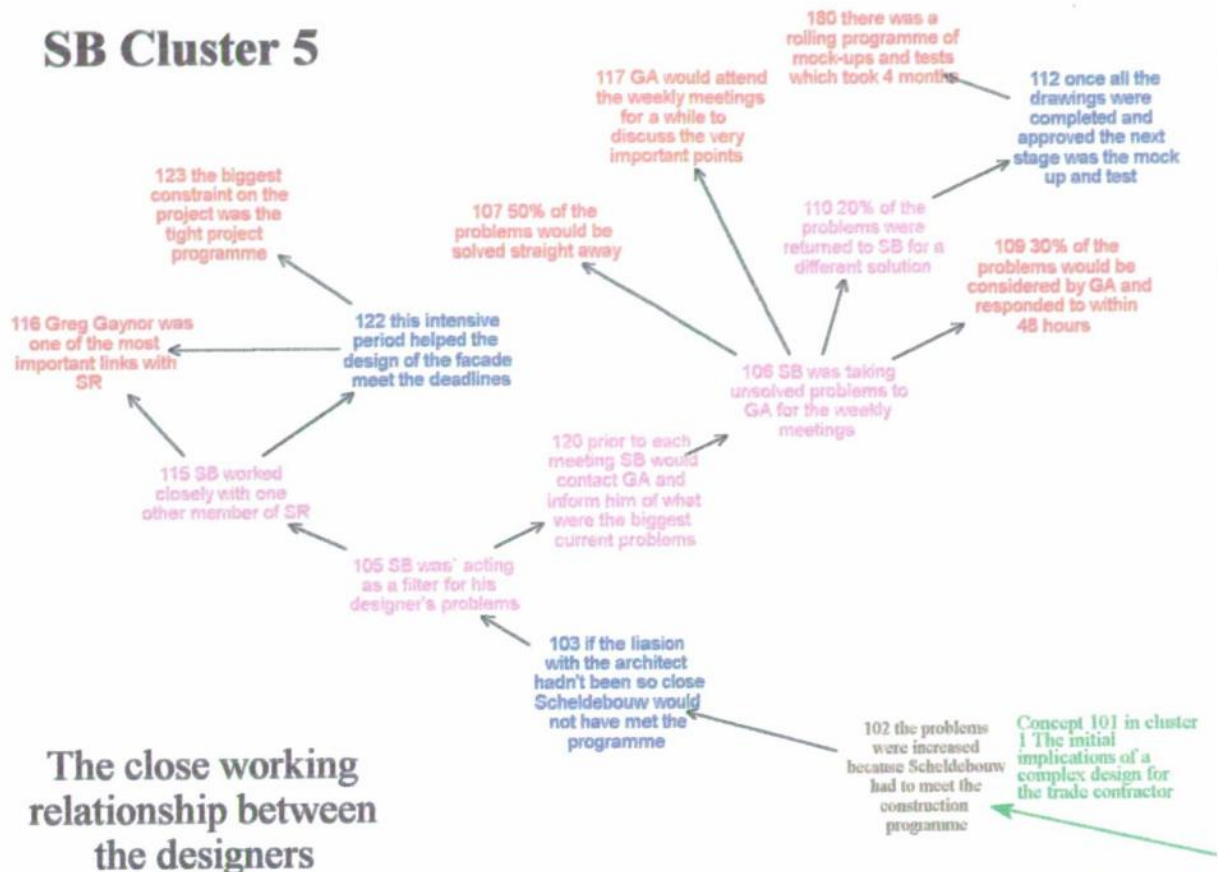 SB Cluster 5
180 there was a
rolling programme of
mock-ups and tests
which took 4 months
117 GA would attend
the weekly meetings
for a while to
discuss the very
important points
112 once all the
drawings were
completed and
approved the next
stage was the mock
up and test
123 the biggest
constraint on the
project was the
tight project
programme
107 50% of the
problems would be
solved straight away
110 20% of the
problems were
returned to SB for a
different solution
109 30% of the
problems would be
considered by GA and
responded to within
48 hours
116 Greg Gaynor was
one of the most
important links with
SR
122 this intensive
period helped the
design of the facade
meet the deadlines
106 SB was taking
unsolved problems to
GA for the weekly
meetings
120 prior to each
meeting SB would
contact GA and
inform him of what
were the biggest
current problems
115 SB worked
closely with one
other member of SR
105 SB was` acting
as a filter for his
designer's problems
103 if the liasion
with the architect
hadn't been so close
Scheldebouw would
not have met the
programme
102 the problems
were increased
because Scheldebouw
had to meet the
construction
programme
Concept 101 in cluster
1 The initial
implications of a
complex design for
the trade contractor
The close working
relationship between
the designers